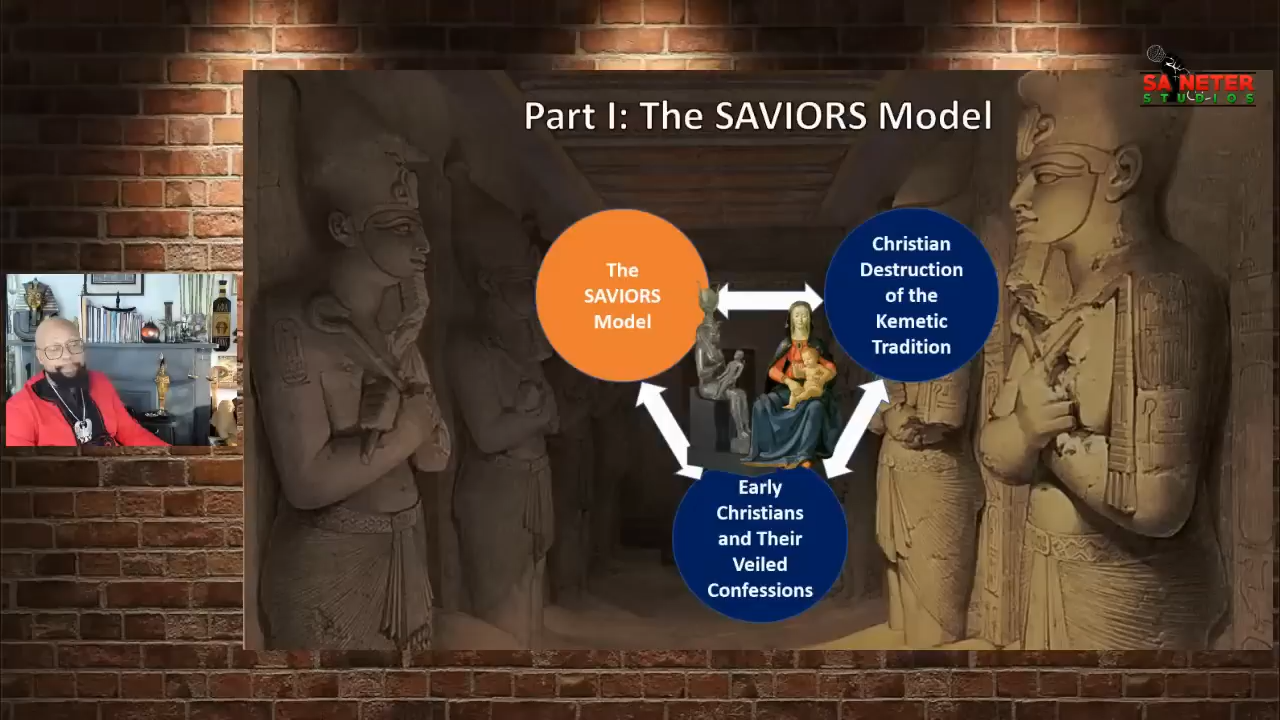 SA NETER
STUDIOS
Part I: The SAVIORS Model
The
SAVIORS
Model
Christian
Destruction
of the
Kemetic
Tradition
Early
Christians
and Their
Veiled
Confessions